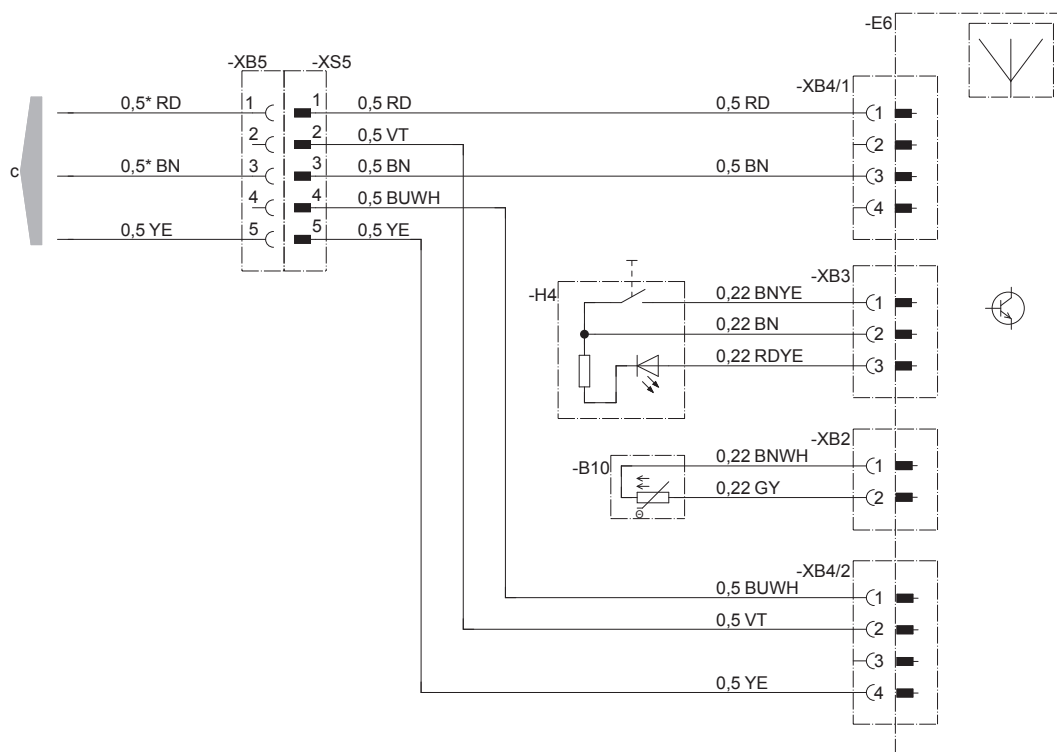 -E6
-XB5 -XS5
-XB4/1
0,5* RD 1 1 0,5 RD 0,5 RD 1
2 2 0,5 VT 2
c
0,5* BN 3 3 0,5 BN 0,5 BN 3
4 4 0,5 BUWH 4
0,5 YE 5 5 0,5 YE
-XB3
-H4
0,22 BNYE 1
0,22 BN 2
0,22 RDYE 3
-XB2
-B10
0,22 BNWH 1
0,22 GY 2
Θ
-XB4/2
0,5 BUWH 1
0,5 VT 2
3
0,5 YE 4